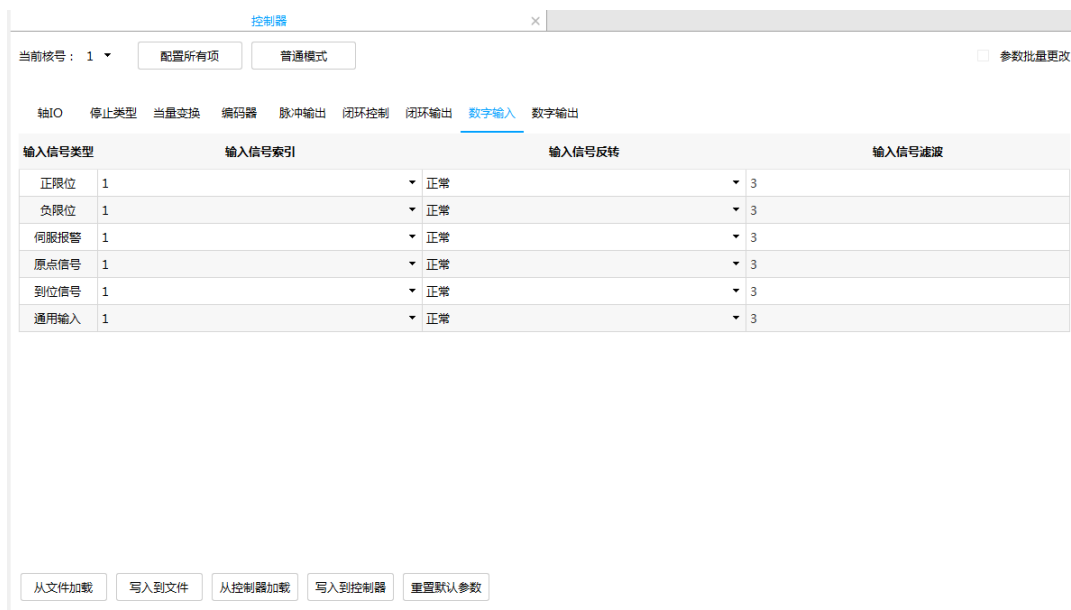 控制器 ×
当前核号： 1 配置所有项 普通模式 参数批量更改
轴IO 停止类型 当量变换 编码器 脉冲输出 闭环控制 闭环输出 数字输入 数字输出
输入信号类型 输入信号索引 输入信号反转 输入信号滤波
正限位 1 正常 3
负限位 1 正常 3
伺服报警 1 正常 3
原点信号 1 正常 3
到位信号 1 正常 3
通用输入 1 正常 3
从文件加载 写入到文件 从控制器加载 写入到控制器 重置默认参数